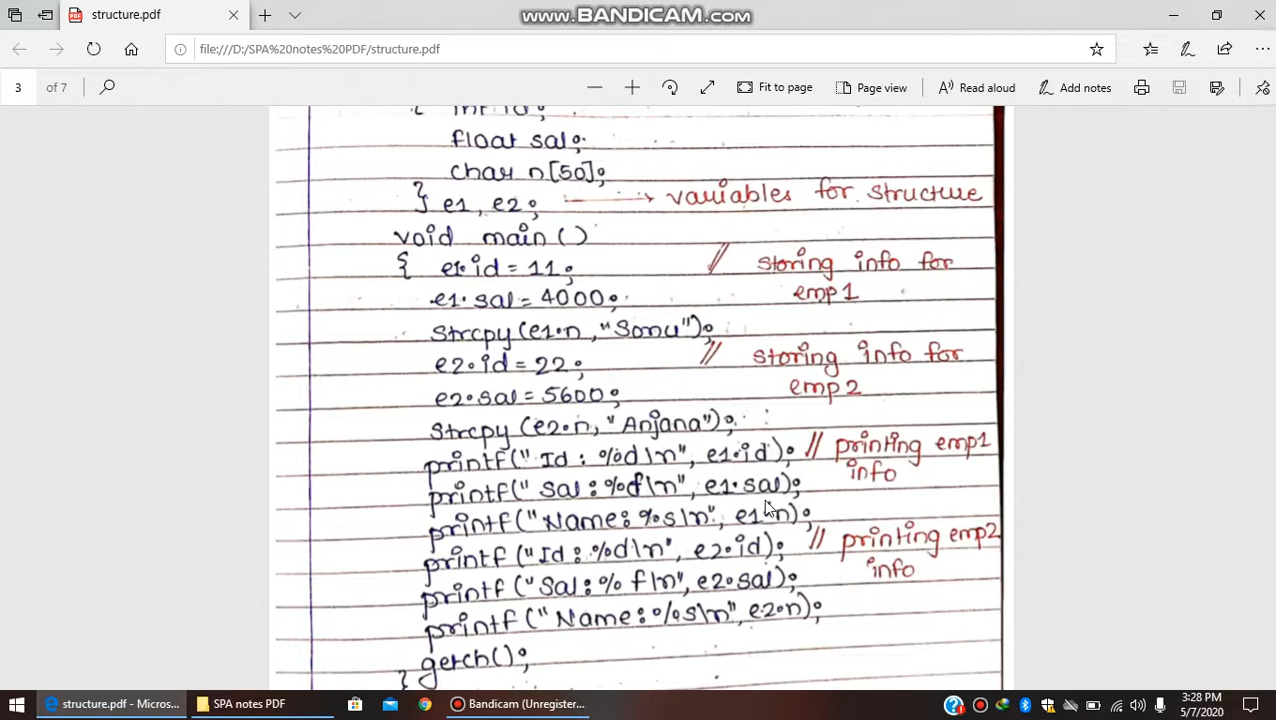 structure.pdf
www.BANDICAM.com
file:///D:/SPA%20notes%20PDF/structure.pdf
3 of 7
Fit to page
Page view
Read aloud
Add notes
{ int id;
float sal;
char n[50];
} e1, e2; → variables for structure
void main()
{ e1.id = 11; // storing info for
e1.sal = 4000; emp1
strcpy(e1.n, "Sonu");
e2.id = 22; // storing info for
e2.sal = 5600; emp2
strcpy (e2.n, "Anjana");
printf(" Id : %d\n", e1.id); // printing emp1
printf(" Sal : %f\n", e1.sal); info
printf("Name: %s\n", e1.n);
printf ("Id : %d\n", e2.id); // printing emp2
printf ("Sal : % f\n", e2.sal); info
printf ("Name: %s\n", e2.n);
getch();
}
structure.pdf - Micros...
SPA notes PDF
Bandicam (Unregister...
3:28 PM
5/7/2020